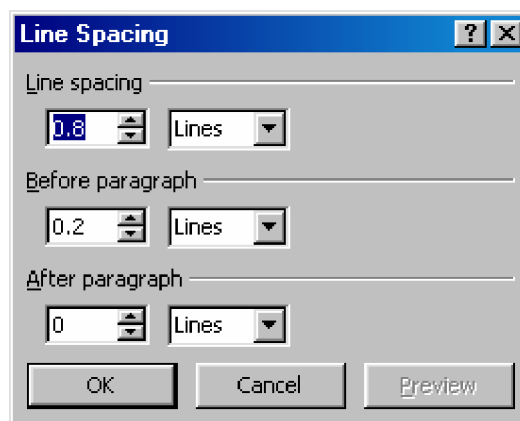 Line Spacing ? X
Line spacing
0.8 Lines
Before paragraph
0.2 Lines
After paragraph
0 Lines
OK Cancel Preview